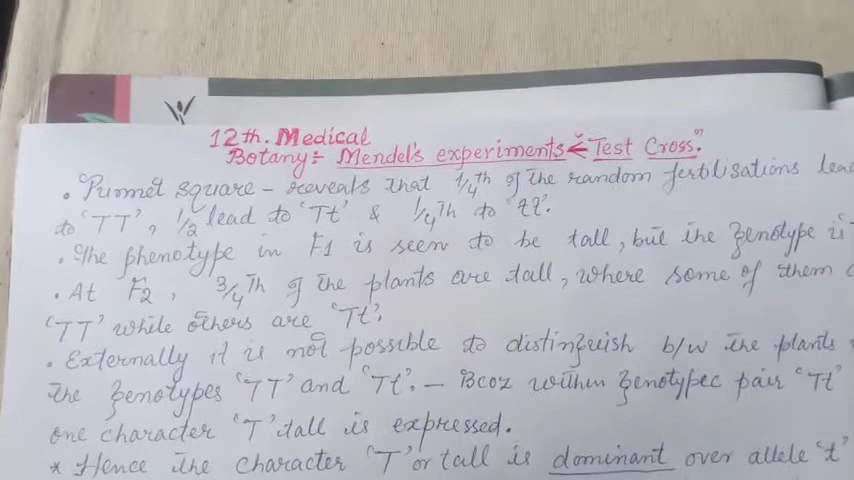 12th. Medical
Botany:- Mendel's experiments < Test Cross."
• Punnet square - reveals that 1/4th of the random fertilisations lea
to 'TT', 1/2 lead to 'Tt' & 1/4th to 'tt'.
• The phenotype in F1 is seen to be tall, but the genotype is T
• At F2, 3/4th of the plants are tall, where some of them a
'TT' while others are 'Tt'.
• Externally it is not possible to distinguish b/w the plants
the genotypes 'TT' and 'Tt'. - Bcoz within genotypec pair 'Tt'
one character 'T' tall is expressed.
* Hence the character 'T' or tall is dominant over allele 't'